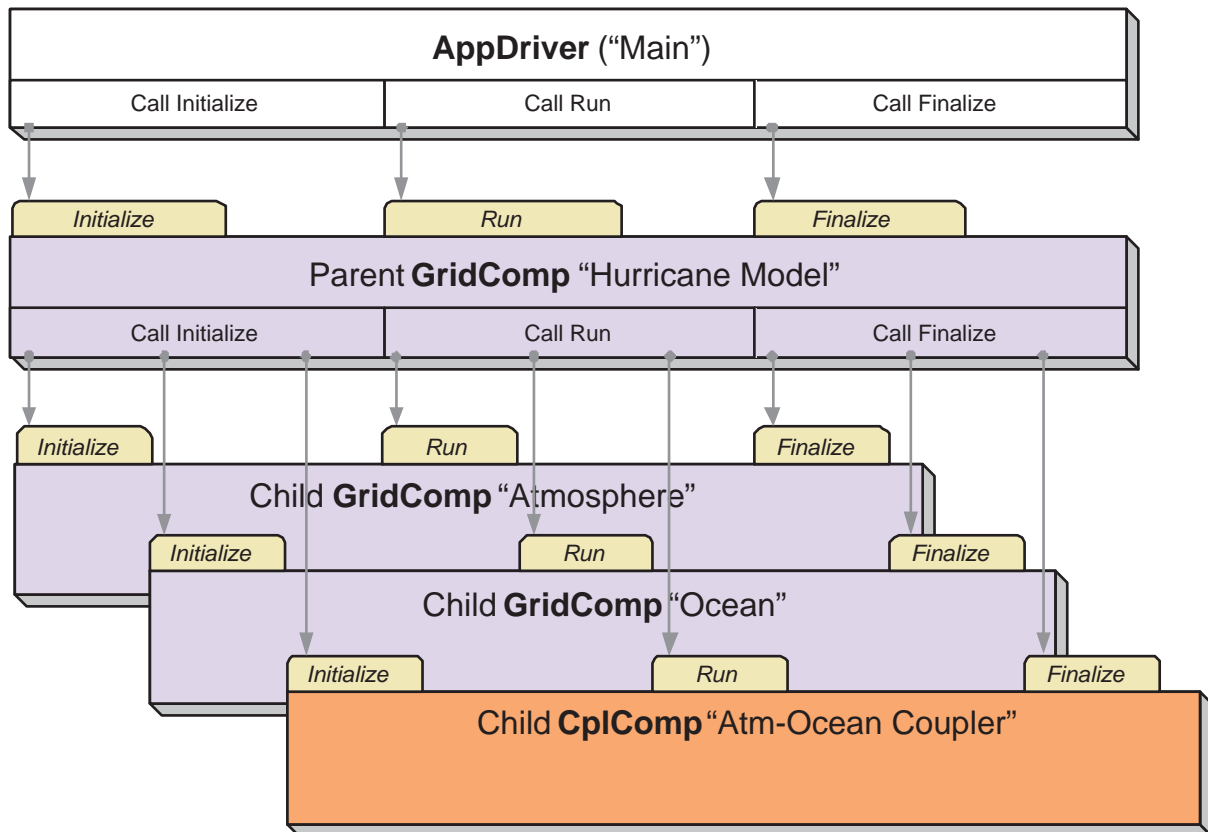 AppDriver (“Main”)
Call Initialize
Call Run
Call Finalize
Initialize
Run
Finalize
Parent GridComp “Hurricane Model”
Call Initialize
Call Run
Call Finalize
Initialize
Run
Finalize
Child GridComp “Atmosphere”
Initialize
Run
Finalize
Child GridComp “Ocean”
Initialize
Run
Finalize
Child CplComp “Atm-Ocean Coupler”